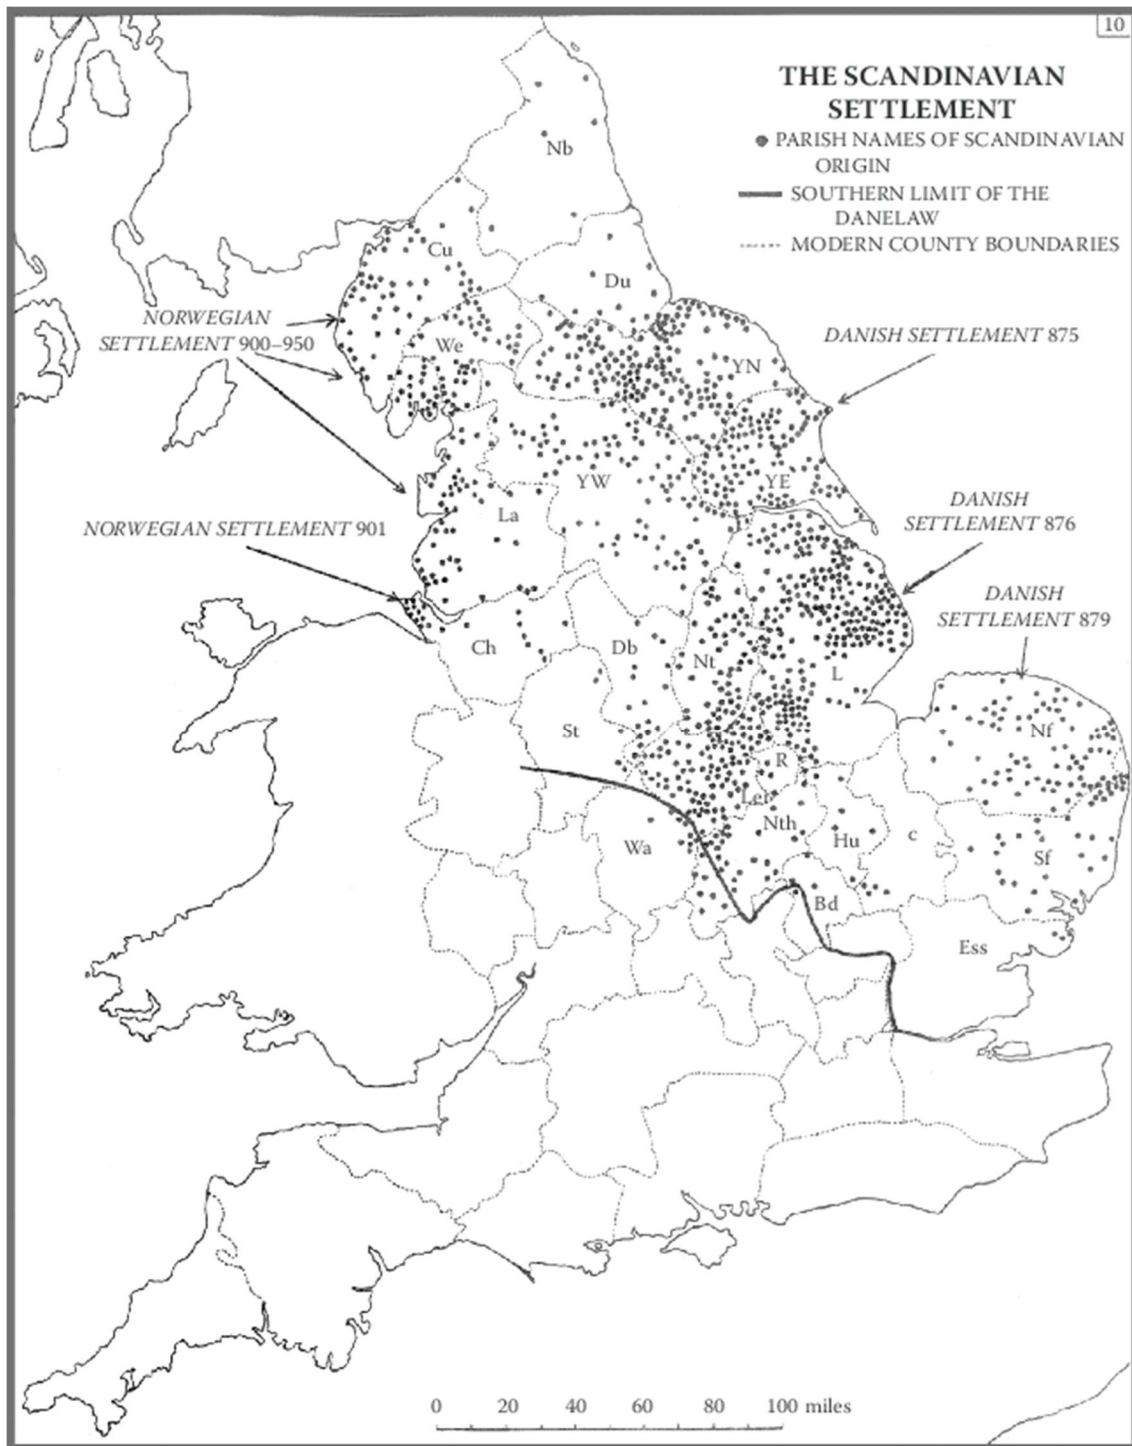 10
THE SCANDINAVIAN
SETTLEMENT
PARISH NAMES OF SCANDINAVIAN
ORIGIN
SOUTHERN LIMIT OF THE
DANELAW
MODERN COUNTY BOUNDARIES
Nb
Cu
Du
NORWEGIAN
SETTLEMENT 900–950
We
DANISH SETTLEMENT 875
YN
YW
YE
La
NORWEGIAN SETTLEMENT 901
DANISH
SETTLEMENT 876
DANISH
SETTLEMENT 879
Ch
Db
Nt
L
St
Nf
R
Lei
Nth
Wa
Hu
c
Sf
Bd
Ess
0 20 40 60 80 100 miles